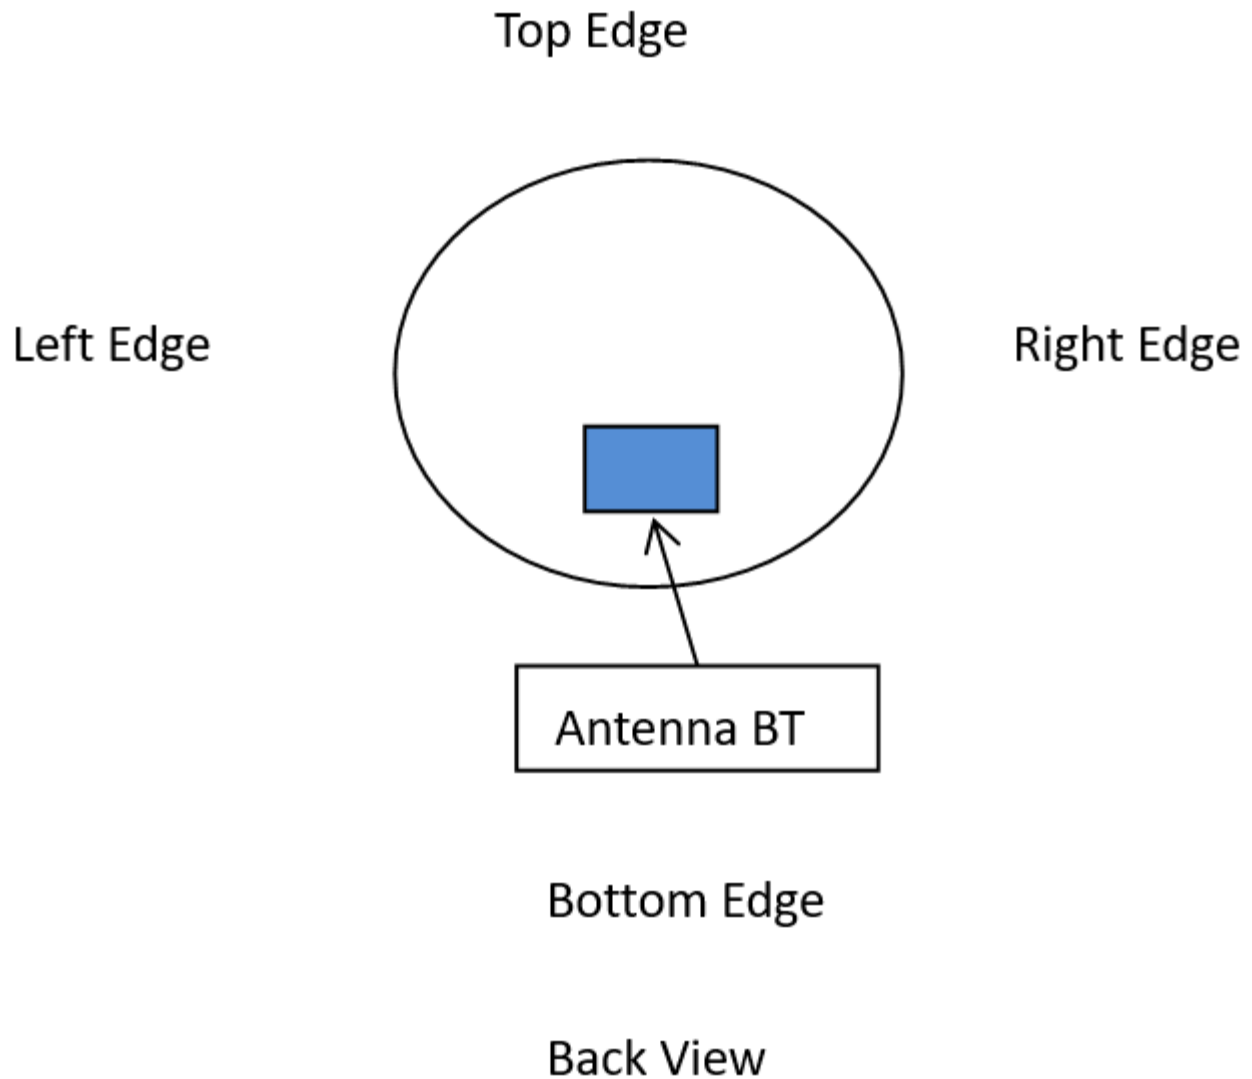 Top Edge
Left Edge
Right Edge
Antenna BT
Bottom Edge
Back View